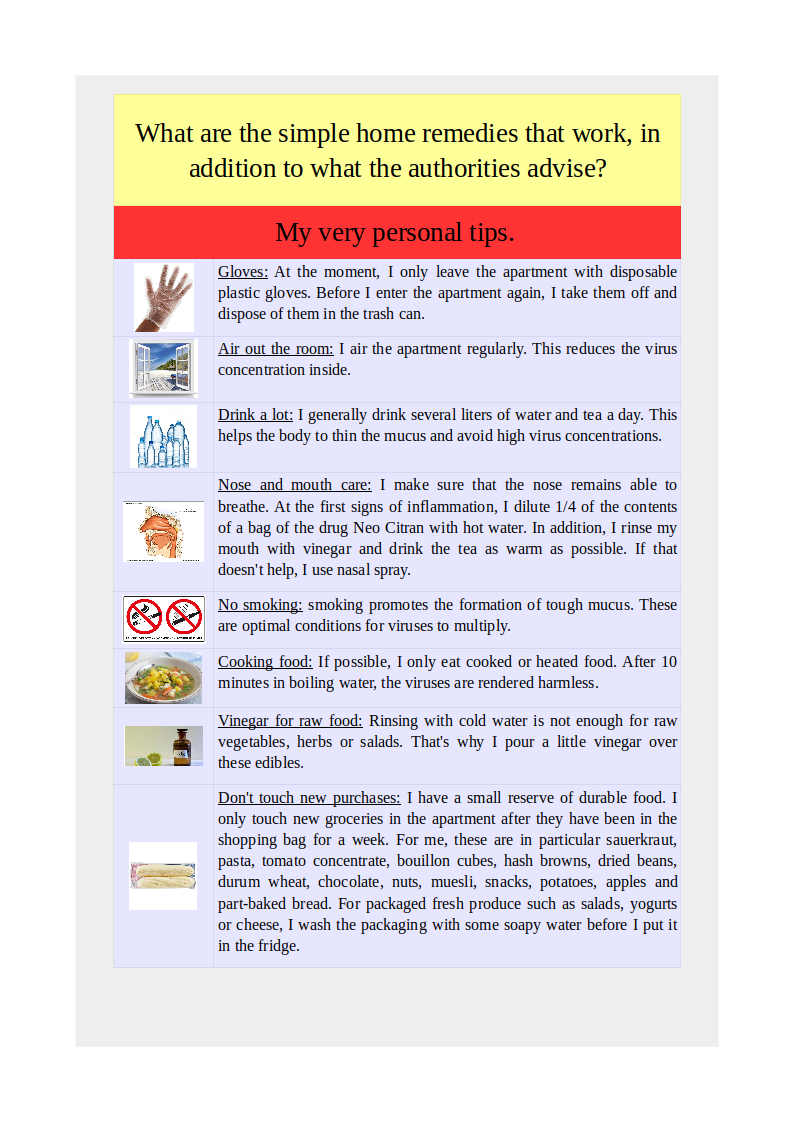 What are the simple home remedies that work, in
addition to what the authorities advise?
My very personal tips.
Gloves: At the moment, I only leave the apartment with disposable
plastic gloves. Before I enter the apartment again, I take them off and
dispose of them in the trash can.
Air out the room: I air the apartment regularly. This reduces the virus
concentration inside.
Drink a lot: I generally drink several liters of water and tea a day. This
helps the body to thin the mucus and avoid high virus concentrations.
Nose and mouth care: I make sure that the nose remains able to
breathe. At the first signs of inflammation, I dilute 1/4 of the contents
of a bag of the drug Neo Citran with hot water. In addition, I rinse my
mouth with vinegar and drink the tea as warm as possible. If that
doesn't help, I use nasal spray.
No smoking: smoking promotes the formation of tough mucus. These
are optimal conditions for viruses to multiply.
Cooking food: If possible, I only eat cooked or heated food. After 10
minutes in boiling water, the viruses are rendered harmless.
Vinegar for raw food: Rinsing with cold water is not enough for raw
vegetables, herbs or salads. That's why I pour a little vinegar over
these edibles.
Don't touch new purchases: I have a small reserve of durable food. I
only touch new groceries in the apartment after they have been in the
shopping bag for a week. For me, these are in particular sauerkraut,
pasta, tomato concentrate, bouillon cubes, hash browns, dried beans,
durum wheat, chocolate, nuts, muesli, snacks, potatoes, apples and
part-baked bread. For packaged fresh produce such as salads, yogurts
or cheese, I wash the packaging with some soapy water before I put it
in the fridge.